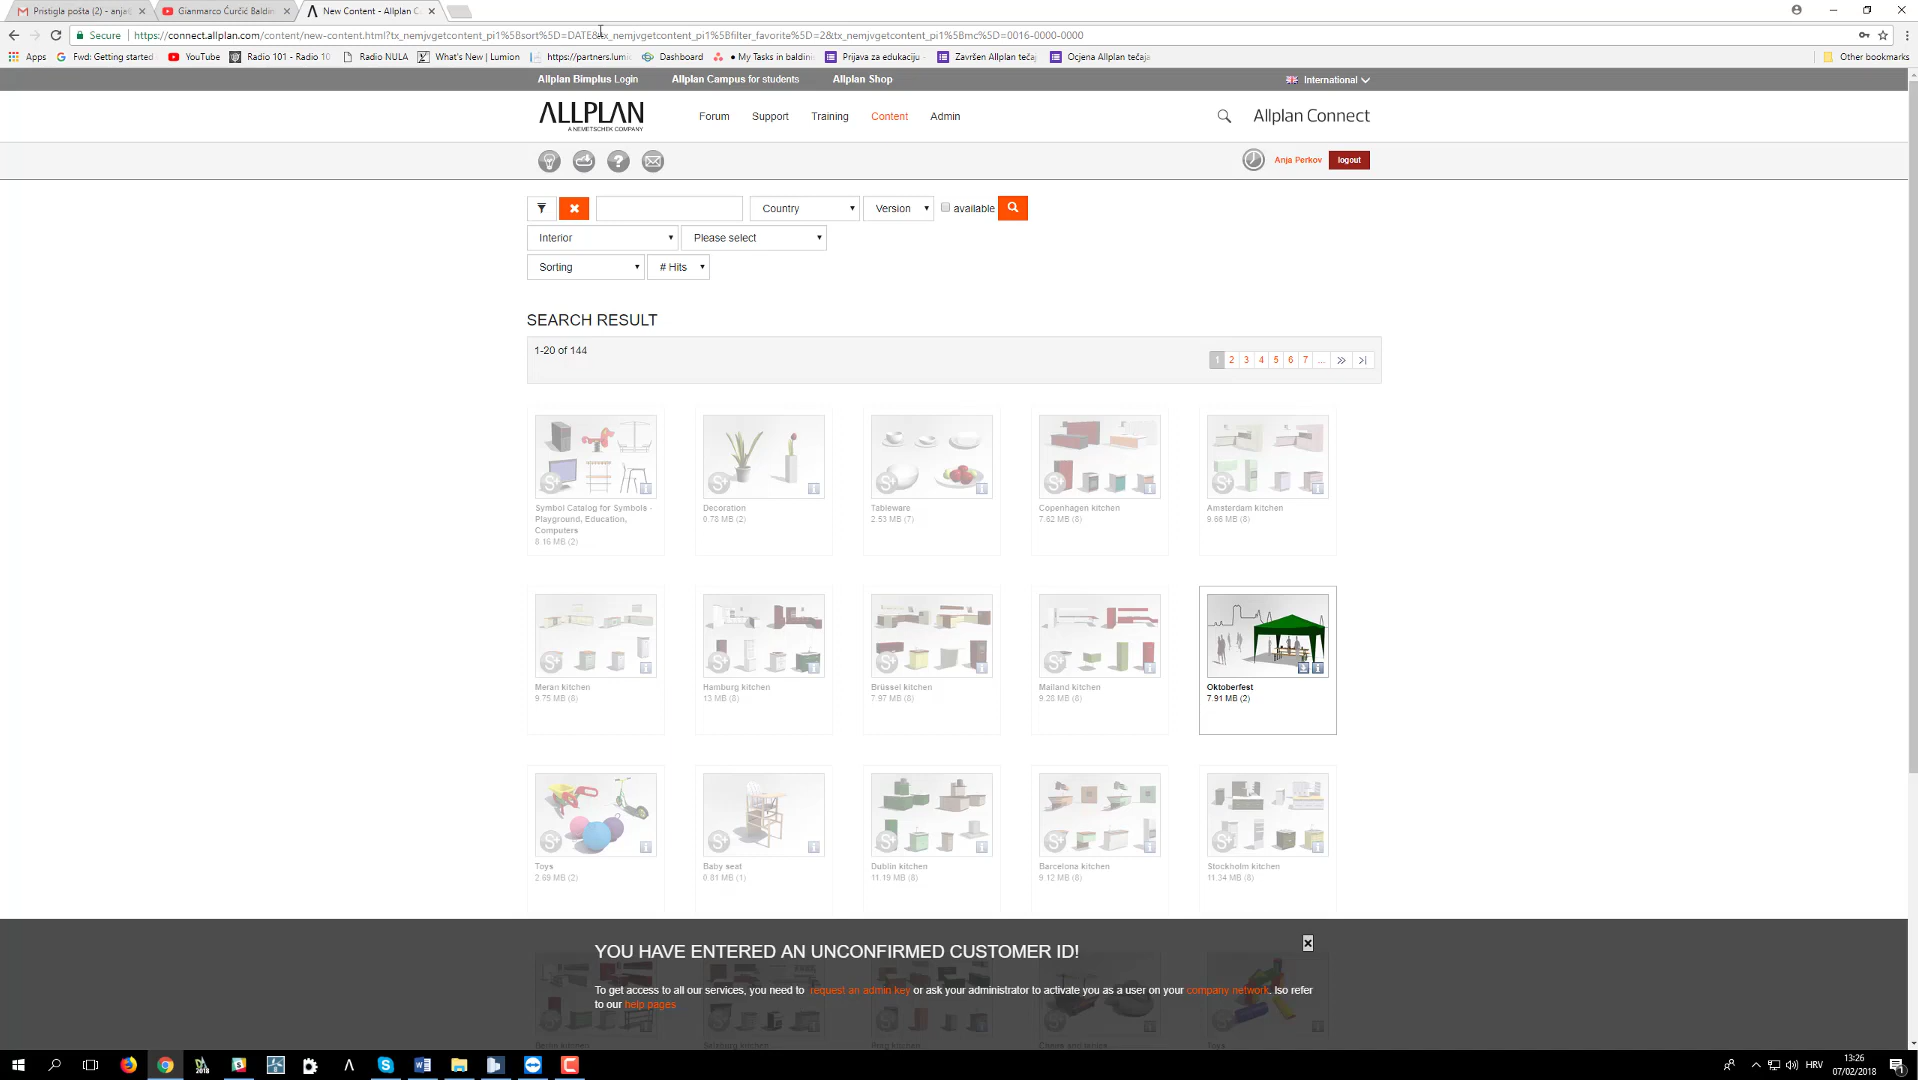 Pristigla pošta (2) - anja
Gianmarco Ćurčić Baldin
New Content - Allplan C
Secure
https://connect.allplan.com/content/new-content.html?tx_nemjvgetcontent_pi1%5Bsort%5D=DATE&tx_nemjvgetcontent_pi1%5Bfilter_favorite%5D=2&tx_nemjvgetcontent_pi1%5Bmc%5D=0016-0000-0000
Apps Fwd: Getting started YouTube Radio 101 - Radio 10 Radio NULA What's New | Lumion https://partners.lumi Dashboard ● My Tasks in baldini Prijava za edukaciju - Završen Allplan tečaj Ocjena Allplan tečaja Other bookmarks
Allplan Bimplus Login Allplan Campus for students Allplan Shop International
ALLPLAN
A NEMETSCHEK COMPANY
Forum Support Training Content Admin Allplan Connect
Anja Perkov logout
Country Version available
Interior Please select
Sorting # Hits
SEARCH RESULT
1-20 of 144
1 2 3 4 5 6 7 ... » >|
Symbol Catalog for Symbole -
Playground, Education,
Computers
8.16 MB (2)
Decoration
0.78 MB (2)
Tableware
2.53 MB (7)
Copenhagen kitchen
7.62 MB (8)
Amsterdam kitchen
9.66 MB (8)
Meran kitchen
9.75 MB (8)
Hamburg kitchen
13 MB (8)
Brüssel kitchen
7.97 MB (8)
Mailand kitchen
9.28 MB (8)
Oktoberfest
7.91 MB (2)
Toys
2.69 MB (2)
Baby seat
0.81 MB (1)
Dublin kitchen
11.19 MB (8)
Barcelona kitchen
9.12 MB (8)
Stockholm kitchen
11.34 MB (8)
YOU HAVE ENTERED AN UNCONFIRMED CUSTOMER ID!
To get access to all our services, you need to request an admin key or ask your administrator to activate you as a user on your company network. lso refer
to our help pages
Toys
HRV
13:26
07/02/2018